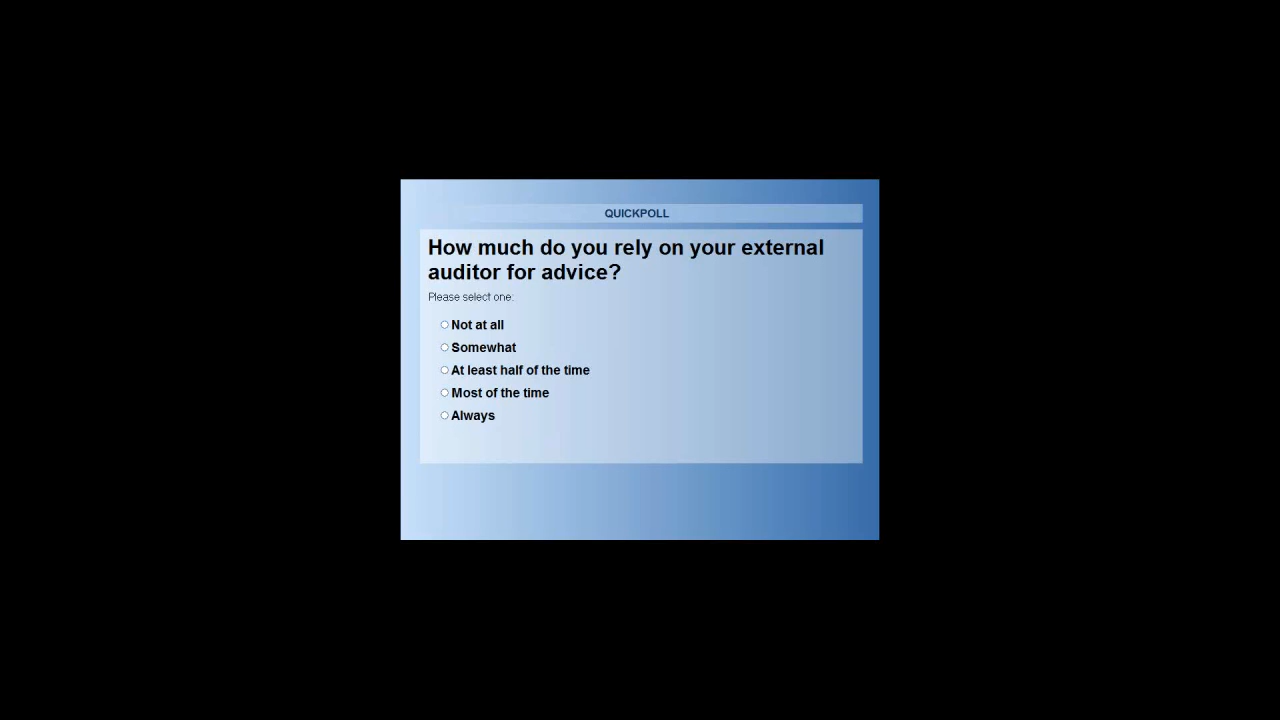 QUICKPOLL
How much do you rely on your external
auditor for advice?
Please select one:
Not at all
Somewhat
At least half of the time
Most of the time
Always